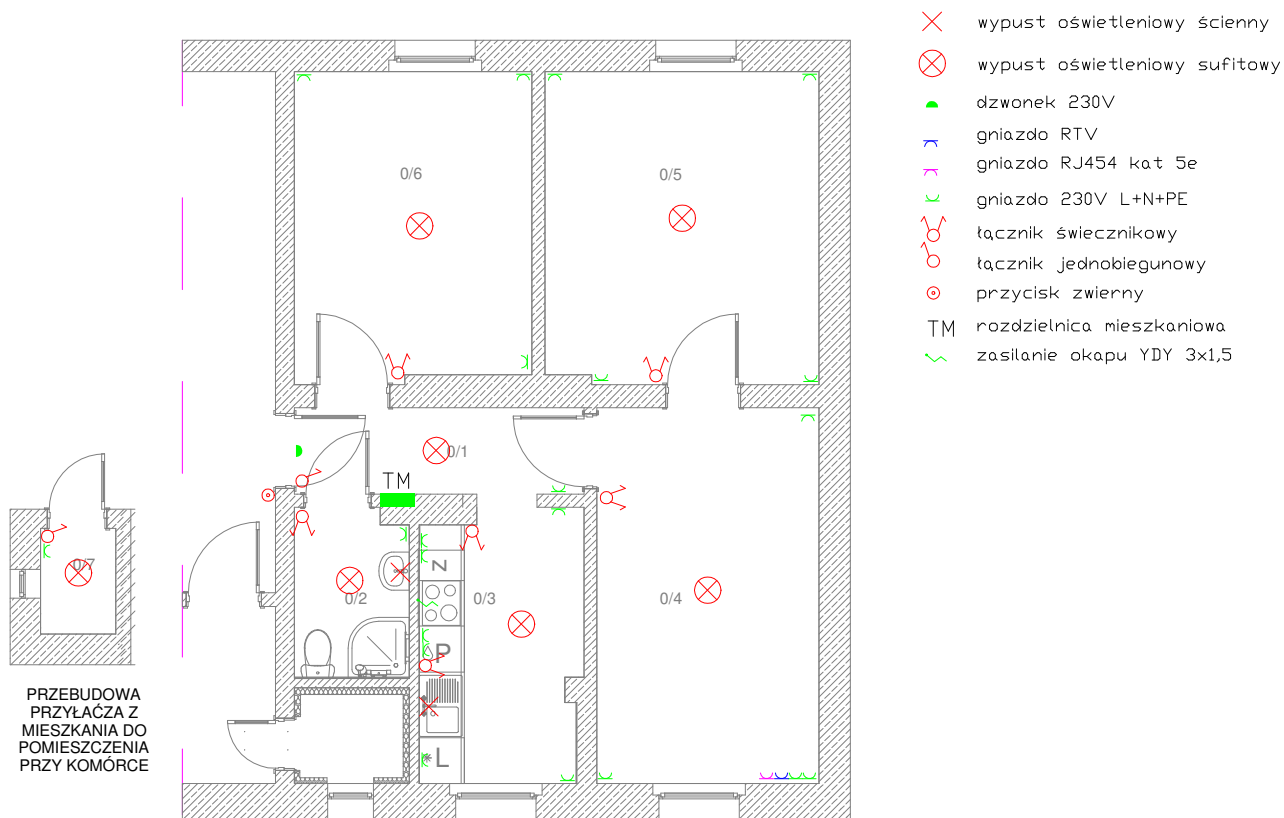 wypust oświetleniowy ścienny
wypust oświetleniowy sufitowy
dzwonek 230V
gniazdo RTV
gniazdo RJ454 kat 5e
gniazdo 230V L+N+PE
łącznik świecznikowy
łącznik jednobiegunowy
przycisk zwierny
TM rozdzielnica mieszkaniowa
zasilanie okapu YDY 3x1,5
0/6
0/5
0/1
TM
0/7
N
0/2
0/3
0/4
P
L
PRZEBUDOWA
PRZYŁĄCZA Z
MIESZKANIA DO
POMIESZCZENIA
PRZY KOMÓRCE